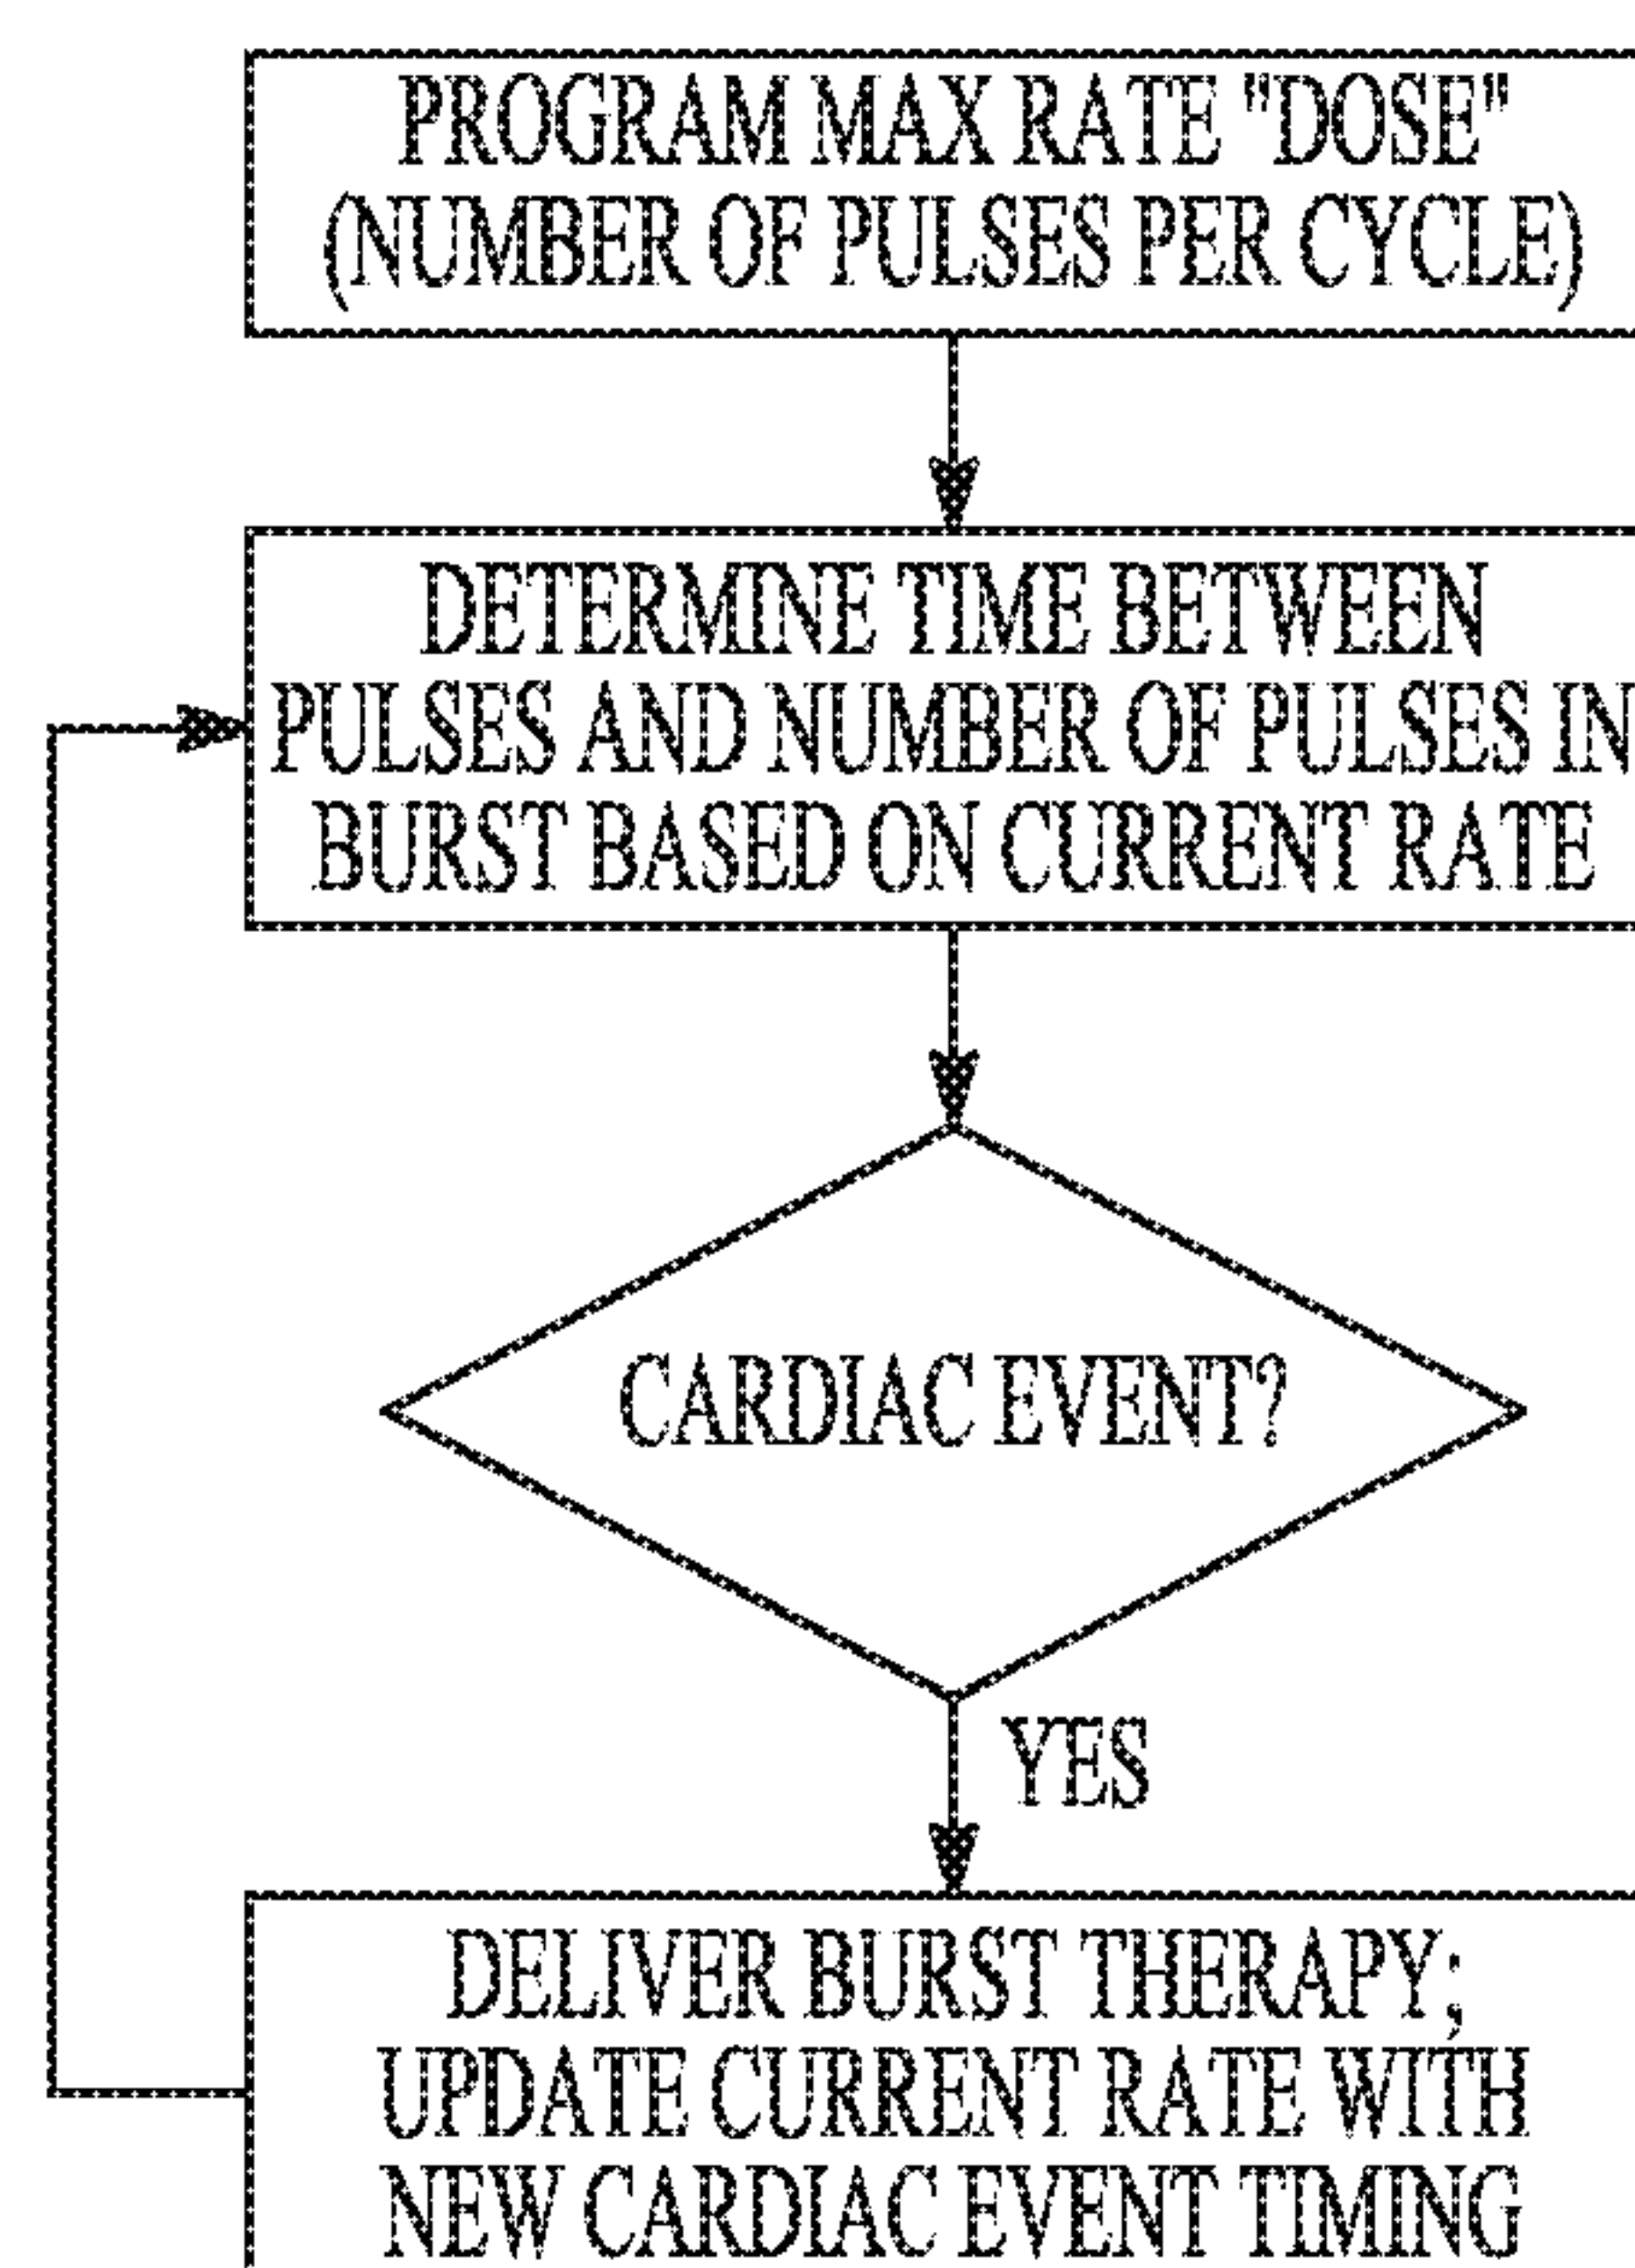 PROGRAM MAX RATE "DOSE"
(NUMBER OF PULSES PER CYCLE)
DETERMINE TIME BETWEEN
PULSES AND NUMBER OF PULSES IN
BURST BASED ON CURRENT RATE
CARDIAC EVENT?
YES
DELIVER BURST THERAPY;
UPDATE CURRENT RATE WITH
NEW CARDIAC EVENT TIMING